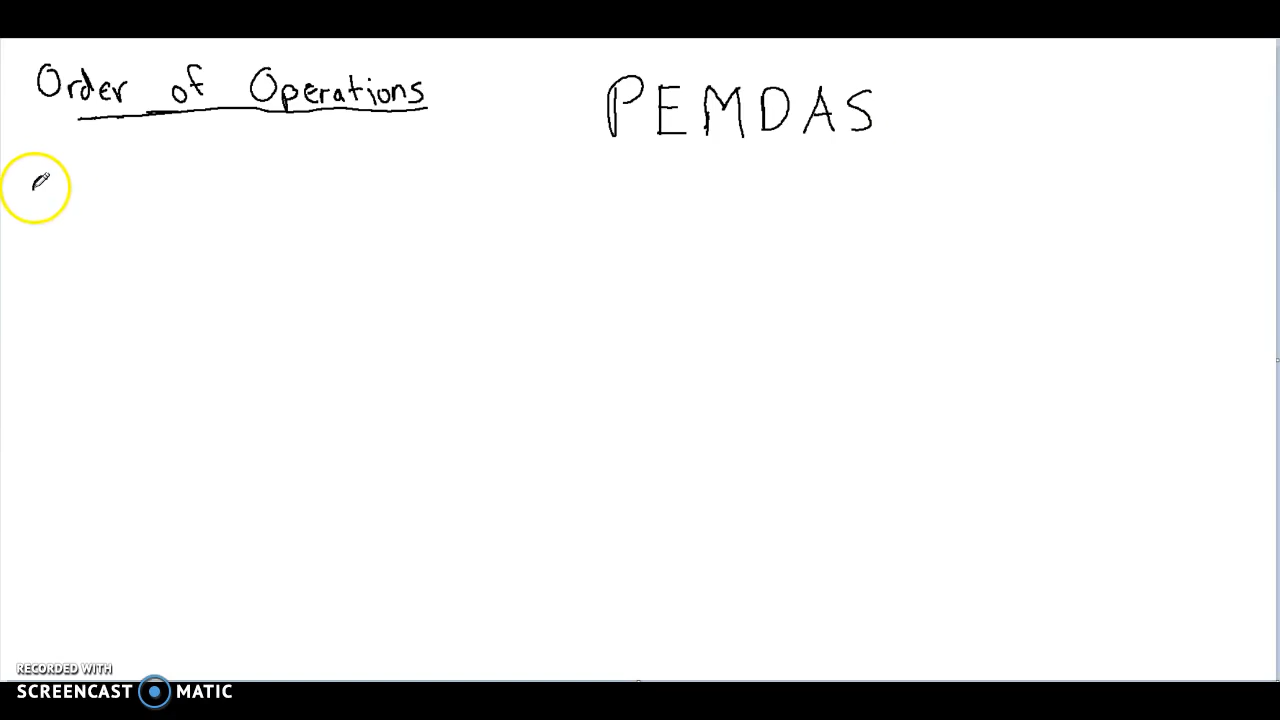 Order of Operations
PEMDAS
RECORDED WITH
SCREENCAST MATIC